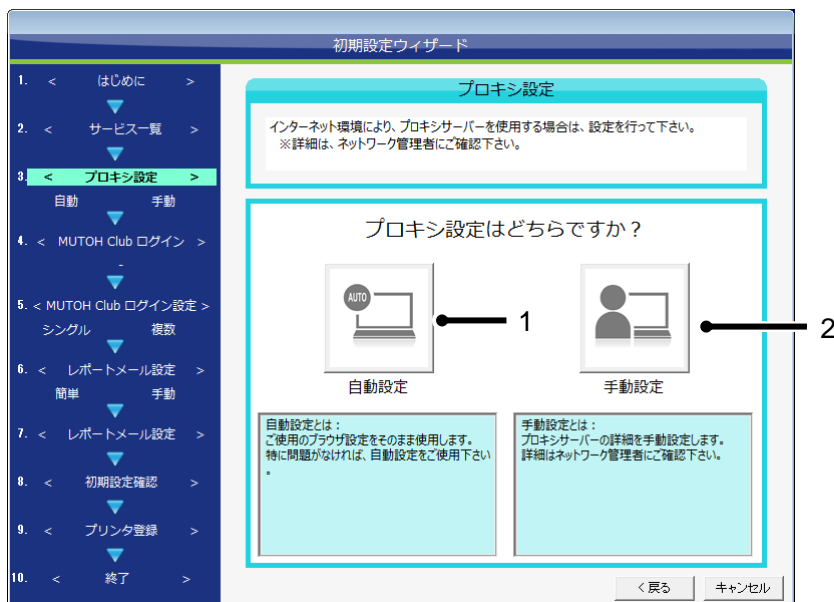 初期設定ウィザード
1. < はじめに >
2. < サービス一覧 >
3. < プロキシ設定 >
自動 手動
4. < MUTOH Club ログイン >
-
5. < MUTOH Club ログイン設定 >
シングル 複数
6. < レポートメール設定 >
簡単 手動
7. < レポートメール設定 >
8. < 初期設定確認 >
9. < プリンタ登録 >
10. < 終了 >
プロキシ設定
インターネット環境により、プロキシサーバーを使用する場合は、設定を行って下さい。
※詳細は、ネットワーク管理者にご確認下さい。
プロキシ設定はどちらですか？
AUTO
1
2
自動設定
手動設定
自動設定とは：
ご使用のブラウザ設定をそのまま使用します。
特に問題がなければ、自動設定をご使用下さい
。
手動設定とは：
プロキシサーバーの詳細を手動設定します。
詳細はネットワーク管理者にご確認下さい。
<戻る
キャンセル